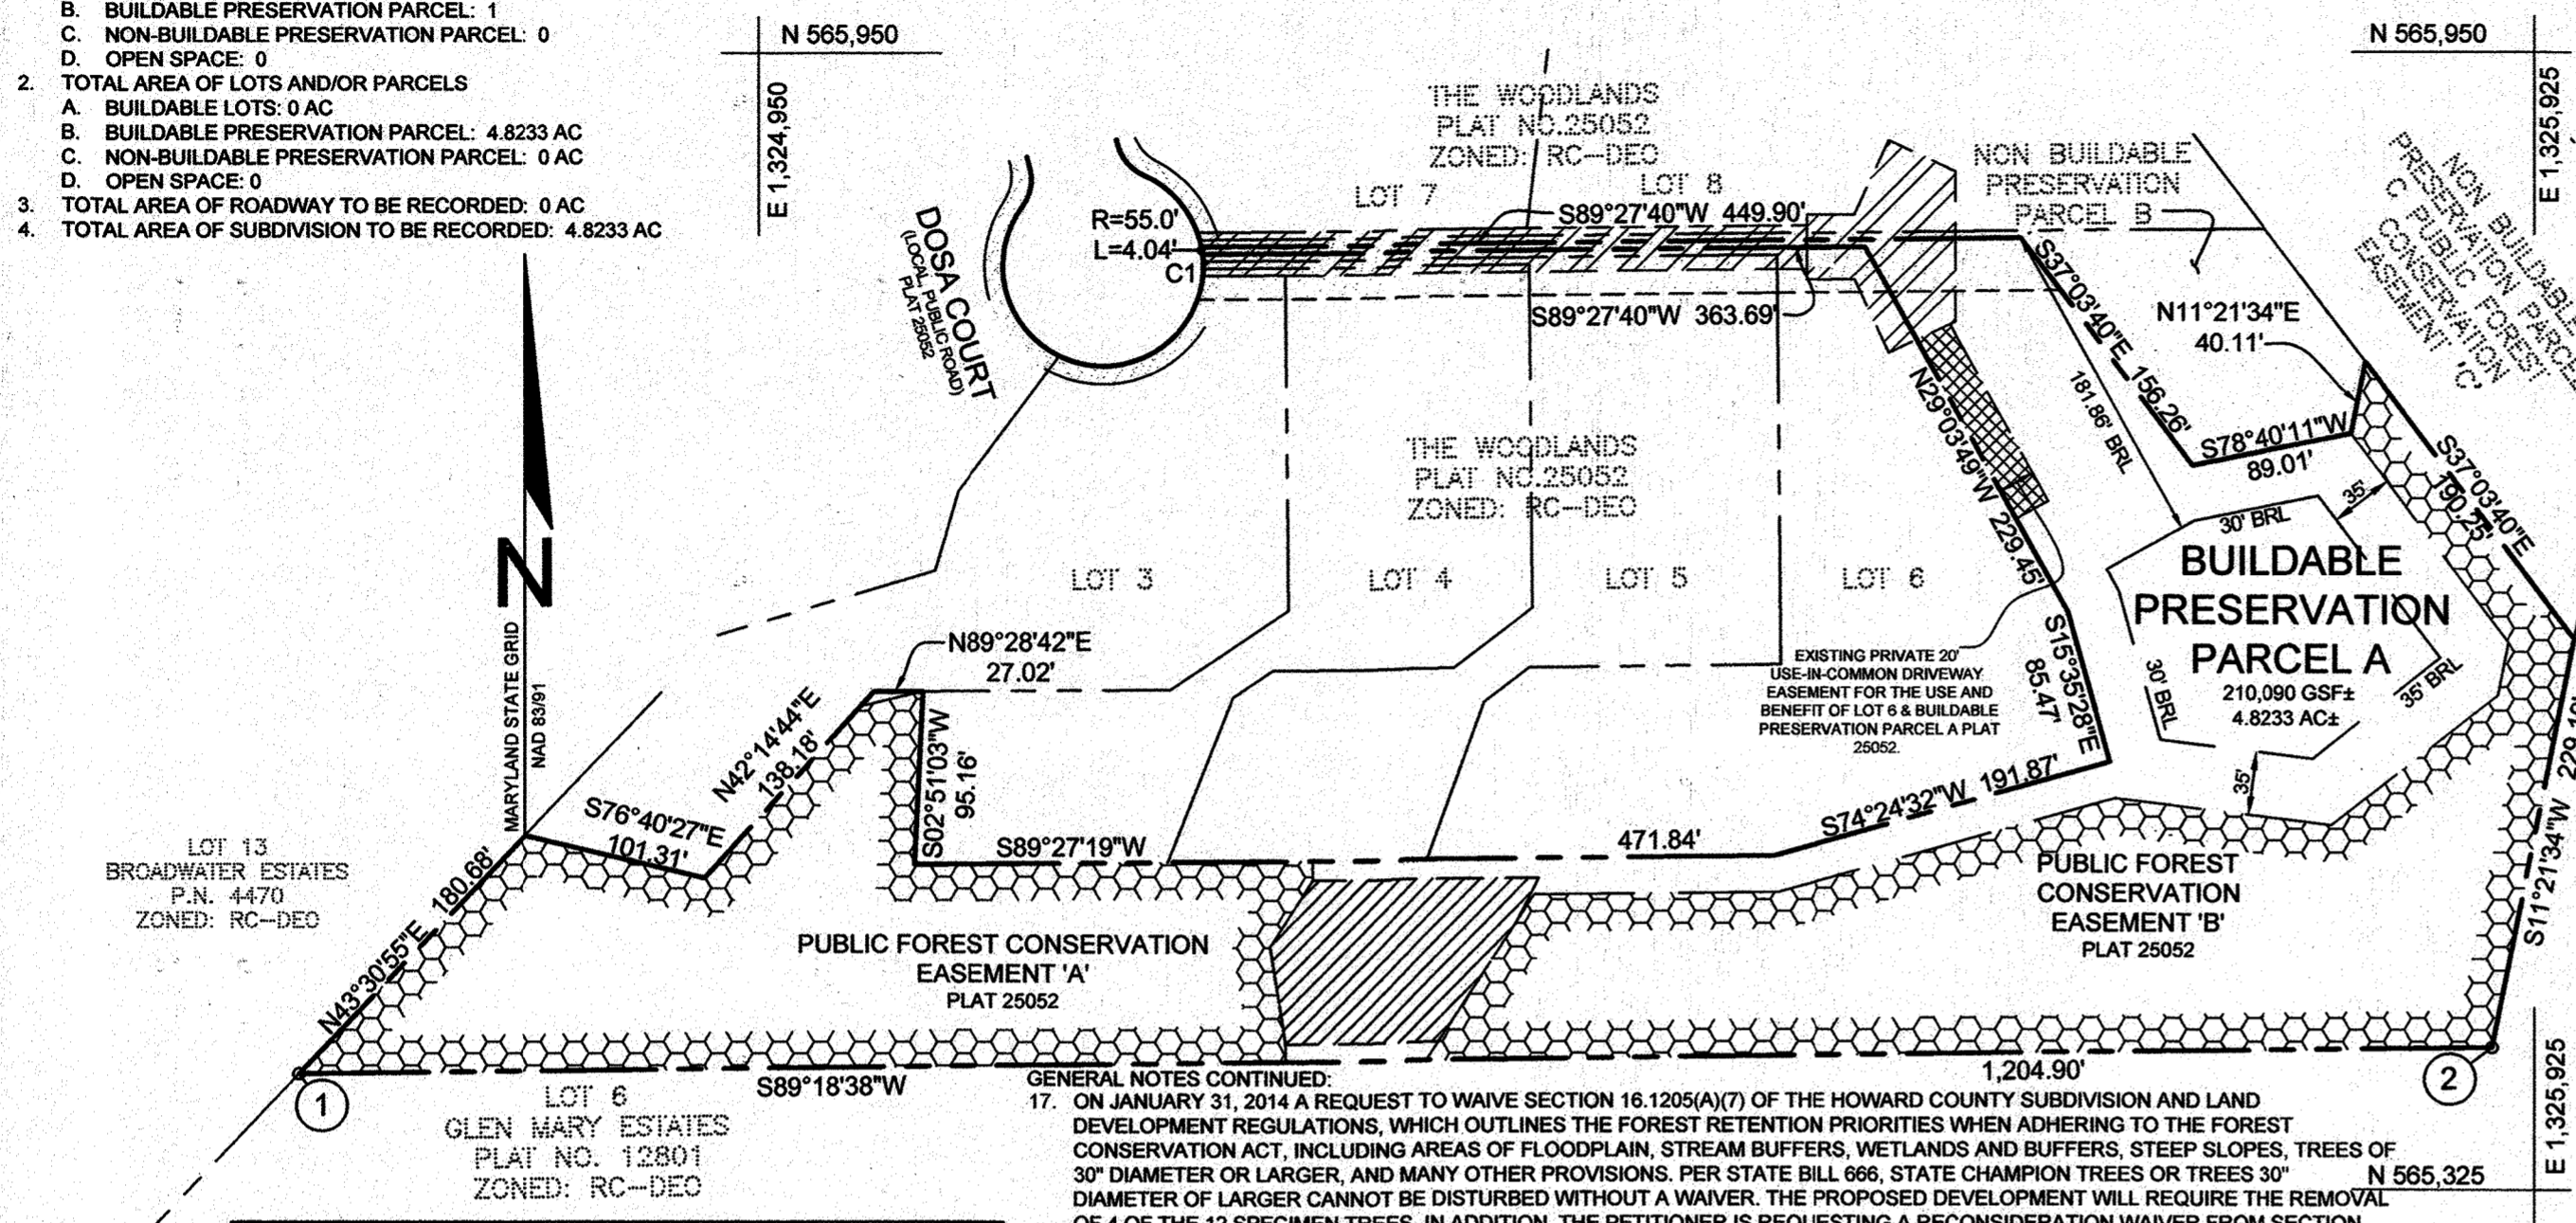 B. BUILDABLE PRESERVATION PARCEL: 1
C. NON-BUILDABLE PRESERVATION PARCEL: 0
D. OPEN SPACE: 0
2. TOTAL AREA OF LOTS AND/OR PARCELS
A. BUILDABLE LOTS: 0 AC
B. BUILDABLE PRESERVATION PARCEL: 4.8233 AC
C. NON-BUILDABLE PRESERVATION PARCEL: 0 AC
D. OPEN SPACE: 0
3. TOTAL AREA OF ROADWAY TO BE RECORDED: 0 AC
4. TOTAL AREA OF SUBDIVISION TO BE RECORDED: 4.8233 AC
N 565,950
E 1,324,950
N 565,950
E 1,325,925
THE WOODLANDS
PLAT NO.25052
ZONED: RC-DEO
LOT 7
LOT 8
NON BUILDABLE
PRESERVATION
PARCEL B
NON BUILDABLE
PRESERVATION PARCEL
C PUBLIC FOREST
CONSERVATION
EASEMENT 'C'
R=55.0'
L=4.04'
C1
DOSA COURT
(LOCAL, PUBLIC ROAD)
PLAT 25052
S89°27'40"W 449.90'
S89°27'40"W 363.69'
S37°03'40"E 156.26'
N11°21'34"E
40.11'
181.86' BRL
S78°40'11"W
89.01'
S37°03'40"E
190.25'
N29°03'49"W 229.45'
35'
30' BRL
THE WOODLANDS
PLAT NO.25052
ZONED: RC-DEO
BUILDABLE
PRESERVATION
PARCEL A
210,090 GSF±
4.8233 AC±
30' BRL
35' BRL
35'
LOT 3
LOT 4
LOT 5
LOT 6
N
MARYLAND STATE GRID
NAD 83/91
N89°28'42"E
27.02'
EXISTING PRIVATE 20'
USE-IN-COMMON DRIVEWAY
EASEMENT FOR THE USE AND
BENEFIT OF LOT 6 & BUILDABLE
PRESERVATION PARCEL A PLAT
25052.
S15°35'28"E
85.47'
N42°14'44"E
138.18'
S02°51'03"W
95.16'
S76°40'27"E
101.31'
S89°27'19"W
471.84'
S74°24'32"W 191.87'
S11°21'34"W
LOT 13
BROADWATER ESTATES
P.N. 4470
ZONED: RC-DEO
N43°30'55"E 180.68'
PUBLIC FOREST CONSERVATION
EASEMENT 'A'
PLAT 25052
PUBLIC FOREST
CONSERVATION
EASEMENT 'B'
PLAT 25052
1
S89°18'38"W
1,204.90'
2
LOT 6
GLEN MARY ESTATES
PLAT NO. 12801
ZONED: RC-DEO
E 1,325,925
N 565,325
GENERAL NOTES CONTINUED:
17. ON JANUARY 31, 2014 A REQUEST TO WAIVE SECTION 16.1205(A)(7) OF THE HOWARD COUNTY SUBDIVISION AND LAND
DEVELOPMENT REGULATIONS, WHICH OUTLINES THE FOREST RETENTION PRIORITIES WHEN ADHERING TO THE FOREST
CONSERVATION ACT, INCLUDING AREAS OF FLOODPLAIN, STREAM BUFFERS, WETLANDS AND BUFFERS, STEEP SLOPES, TREES OF
30" DIAMETER OR LARGER, AND MANY OTHER PROVISIONS. PER STATE BILL 666, STATE CHAMPION TREES OR TREES 30"
DIAMETER OF LARGER CANNOT BE DISTURBED WITHOUT A WAIVER. THE PROPOSED DEVELOPMENT WILL REQUIRE THE REMOVAL
OF 4 OF THE 12 SPECIMEN TREES. IN ADDITION, THE PETITIONER IS REQUESTING A RECONSIDERATION WAIVER FROM SECTION